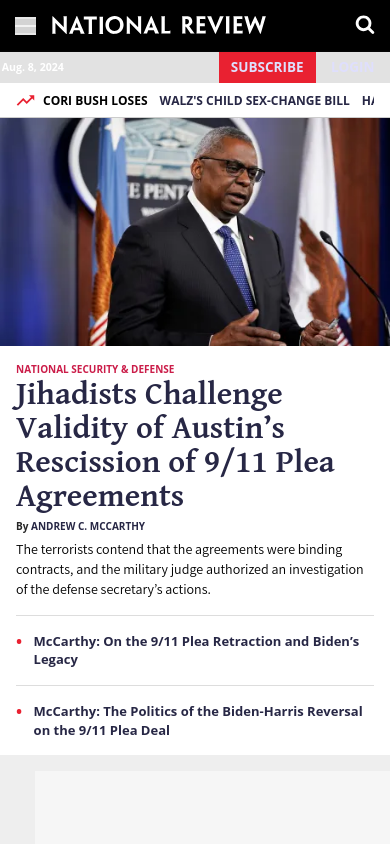 NATIONAL REVIEW
Aug. 8, 2024
SUBSCRIBE
CORI BUSH LOSES WALZ'S CHILD SEX-CHANGE BILL
THE PENT
NATIONAL SECURITY & DEFENSE
Jihadists Challenge
Validity of Austin’s
Rescission of 9/11 Plea
Agreements
By ANDREW C. MCCARTHY
The terrorists contend that the agreements were binding
contracts, and the military judge authorized an investigation
of the defense secretary’s actions.
• McCarthy: On the 9/11 Plea Retraction and Biden’s
Legacy
• McCarthy: The Politics of the Biden-Harris Reversal
on the 9/11 Plea Deal